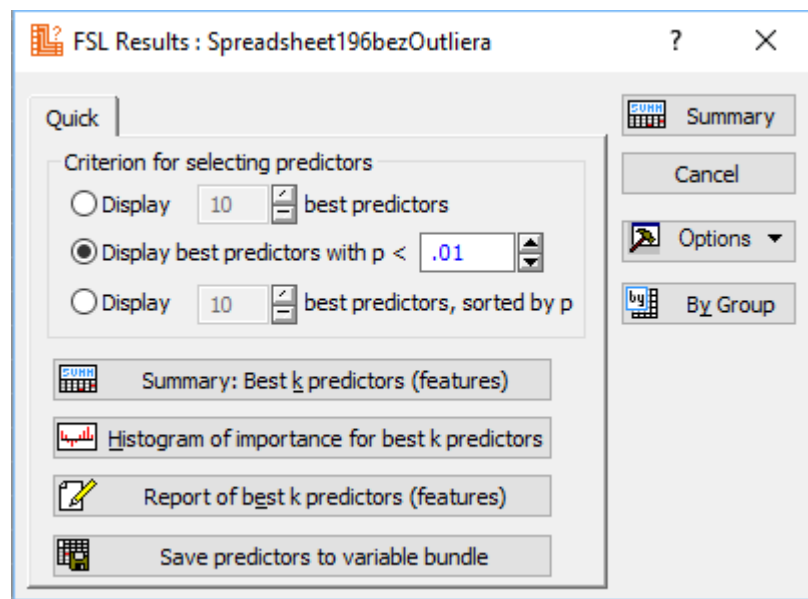 FSL Results : Spreadsheet196bezOutliera
?
Quick
Criterion for selecting predictors
Display 10 best predictors
Display best predictors with p < .01
Display 10 best predictors, sorted by p
Summary: Best k predictors (features)
Histogram of importance for best k predictors
Report of best k predictors (features)
Save predictors to variable bundle
SUMM Summary
Cancel
Options
by By Group